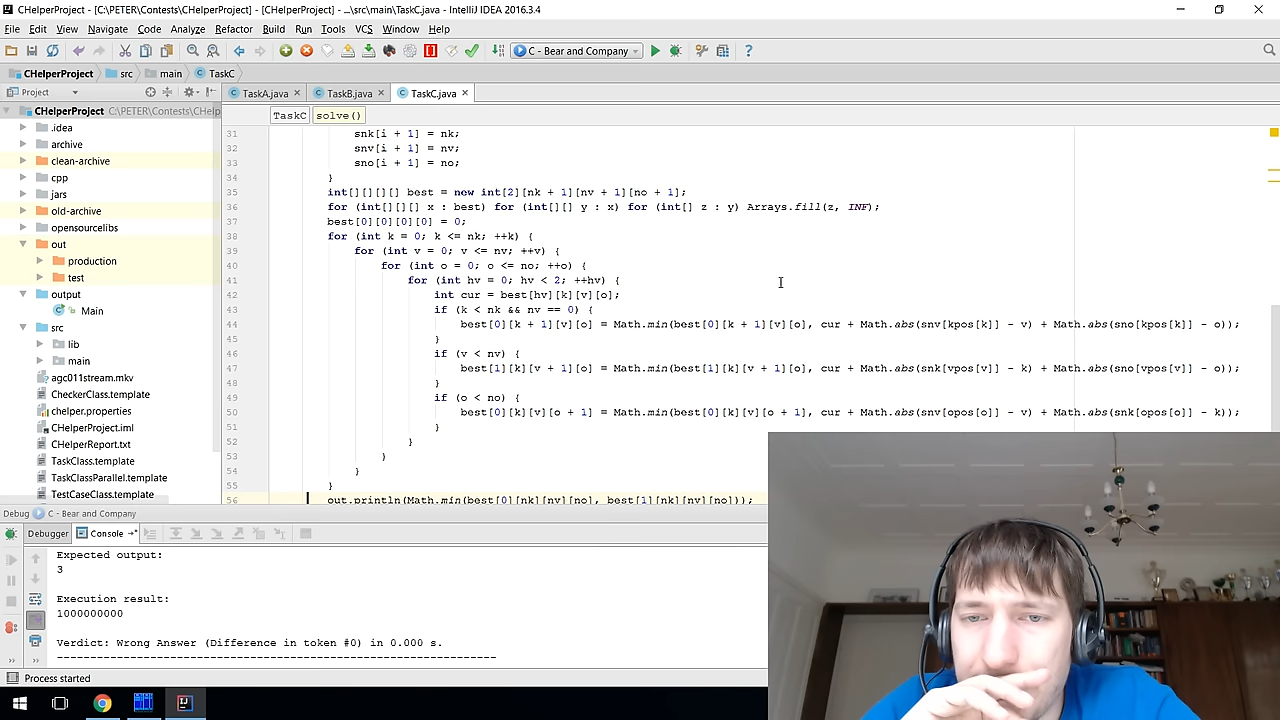 CHelperProject - [C:\PETER\Contests\CHelperProject] - [CHelperProject] - ...\src\main\TaskC.java - IntelliJ IDEA 2016.3.4
File Edit View Navigate Code Analyze Refactor Build Run Tools VCS Window Help
C - Bear and Company
CHelperProject src main TaskC
Project
TaskA.java TaskB.java TaskC.java
CHelperProject C:\PETER\Contests\CHelp
TaskC solve()
.idea
archive
clean-archive
cpp
jars
old-archive
opensourcelibs
out
production
test
output
Main
src
lib
main
agc011stream.mkv
CheckerClass.template
chelper.properties
CHelperProject.iml
CHelperReport.txt
TaskClass.template
TaskClassParallel.template
TestCaseClass.template
31 snk[i + 1] = nk;
32 snv[i + 1] = nv;
33 sno[i + 1] = no;
34 }
35 int[][][][] best = new int[2][nk + 1][nv + 1][no + 1];
36 for (int[][][] x : best) for (int[][] y : x) for (int[] z : y) Arrays.fill(z, INF);
37 best[0][0][0][0] = 0;
38 for (int k = 0; k <= nk; ++k) {
39 for (int v = 0; v <= nv; ++v) {
40 for (int o = 0; o <= no; ++o) {
41 for (int hv = 0; hv < 2; ++hv) {
42 int cur = best[hv][k][v][o];
43 if (k < nk && nv == 0) {
44 best[0][k + 1][v][o] = Math.min(best[0][k + 1][v][o], cur + Math.abs(snv[kpos[k]] - v) + Math.abs(sno[kpos[k]] - o));
45 }
46 if (v < nv) {
47 best[1][k][v + 1][o] = Math.min(best[1][k][v + 1][o], cur + Math.abs(snk[vpos[v]] - k) + Math.abs(sno[vpos[v]] - o));
48 }
49 if (o < no) {
50 best[0][k][v][o + 1] = Math.min(best[0][k][v][o + 1], cur + Math.abs(snv[opos[o]] - v) + Math.abs(snk[opos[o]] - k));
51 }
52 }
53 }
54 }
55 }
56 out.println(Math.min(best[0][nk][nv][no], best[1][nk][nv][no]));
Debug C - Bear and Company
Debugger Console
Expected output:
3
Execution result:
1000000000
Verdict: Wrong Answer (Difference in token #0) in 0.000 s.
------------------------------------------------------------------
Process started